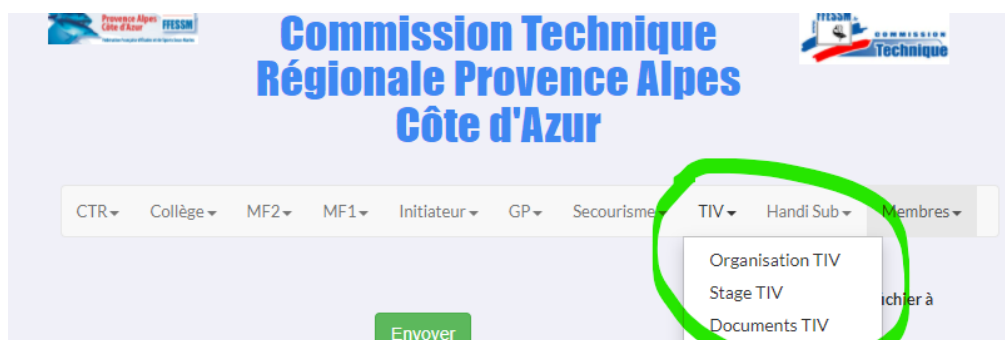 Provence Alpes
Côte d'Azur
FFESSM
Commission Technique
Régionale Provence Alpes
Côte d'Azur
FFESSM
COMMISSION
Technique
CTR Collège MF2 MF1 Initiateur GP Secourisme TIV Handi Sub Membres
Organisation TIV
Stage TIV
ichier à
Documents TIV
Envoyer